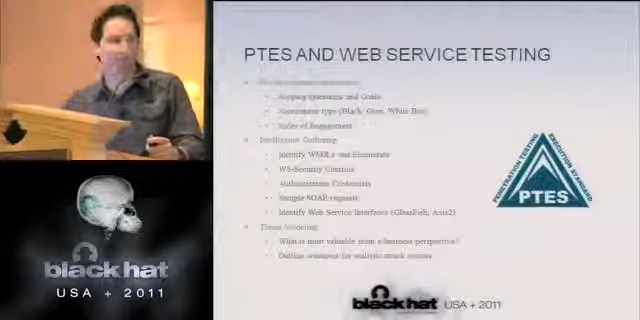 PTES AND WEB SERVICE TESTING
• Pre-Engagement Interactions
• Scoping Questions and Goals
• Assessment type (Black, Grey, White Box)
• Rules of Engagement
• Intelligence Gathering
• Identify WSDLs and Enumerate
• WS-Security Controls
• Authentication Credentials
• Sample SOAP requests
• Identify Web Service Interfaces (GlassFish, Axis2)
• Threat Modeling
• What is most valuable from a business perspective?
• Outline scenarios for realistic attack vectors
PENETRATION TESTING
EXECUTION STANDARD
PTES
black hat
USA + 2011
black hat USA + 2011